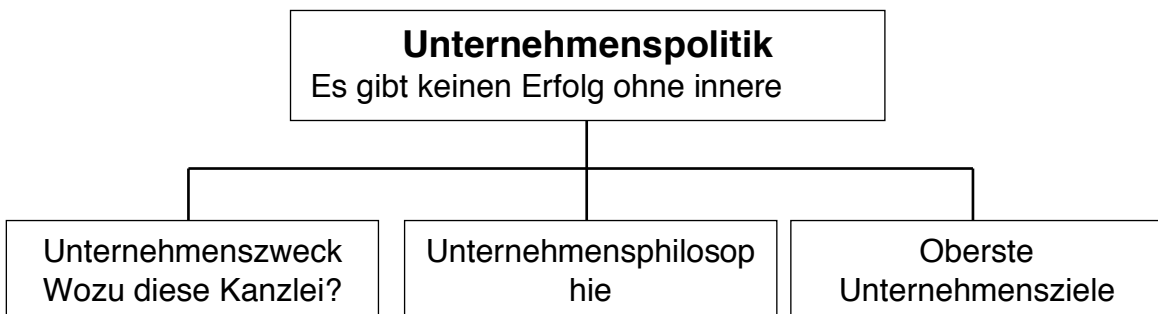 Unternehmenspolitik
Es gibt keinen Erfolg ohne innere
Unternehmenszweck
Wozu diese Kanzlei?
Unternehmensphilosop
hie
Oberste
Unternehmensziele